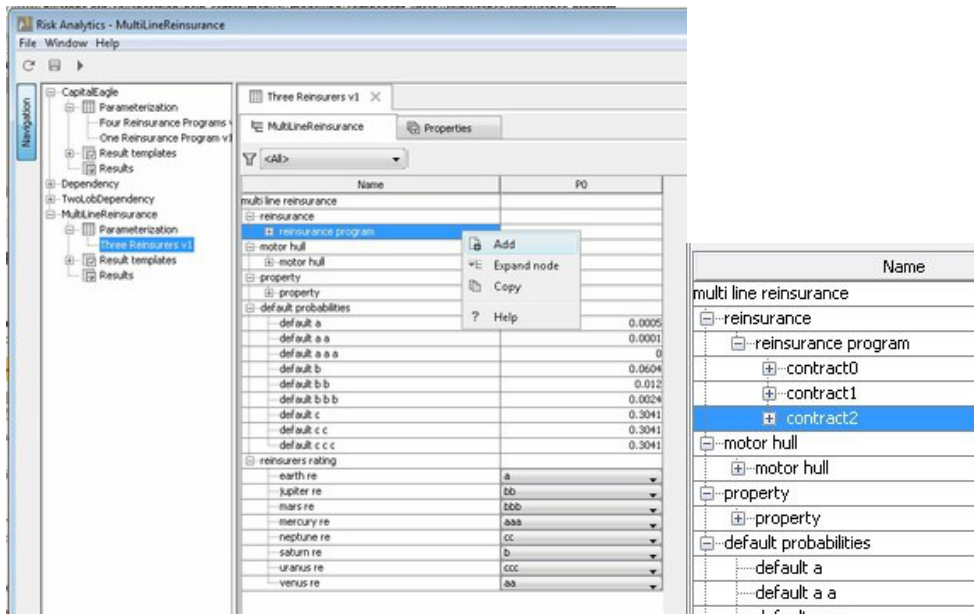 Risk Analytics - MultiLineReinsurance
File Window Help
Navigation
CapitalEagle
Parameterization
Four Reinsurance Programs
One Reinsurance Program v1
Result templates
Results
Dependency
TwoLobDependency
MultiLineReinsurance
Parameterization
Three Reinsurers v1
Result templates
Results
Three Reinsurers v1
MultiLineReinsurance Properties
<All>
Name P0
multi line reinsurance
reinsurance
reinsurance program
motor hull
motor hull
property
property
default probabilities
default a 0.0005
default a a 0.0001
default a a a 0
default b 0.0604
default b b 0.012
default b b b 0.0024
default c 0.3041
default c c 0.3041
default c c c 0.3041
reinsurers rating
earth re a
jupiter re bb
mars re bbb
mercury re aaa
neptune re cc
saturn re b
uranus re ccc
venus re aa
Add
Expand node
Copy
? Help
Name
multi line reinsurance
reinsurance
reinsurance program
contract0
contract1
contract2
motor hull
motor hull
property
property
default probabilities
default a
default a a